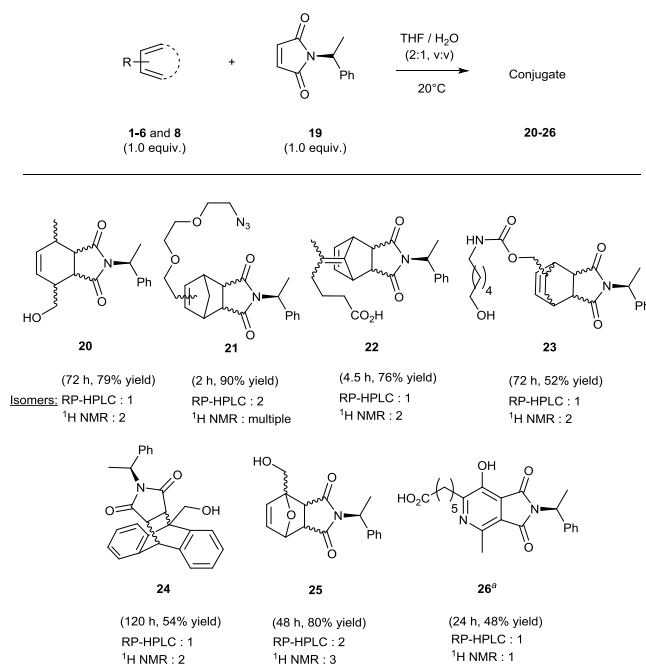 R
+
O
N
O
Ph
THF / H2O
(2:1, v:v)
20°C
Conjugate
1-6 and 8
(1.0 equiv.)
19
(1.0 equiv.)
20-26
O
N
O
Ph
HO
20
(72 h, 79% yield)
Isomers: RP-HPLC : 1
1H NMR : 2
O
N3
O
O
N
O
Ph
21
(2 h, 90% yield)
RP-HPLC : 2
1H NMR : multiple
O
N
O
Ph
CO2H
22
(4.5 h, 76% yield)
RP-HPLC : 1
1H NMR : 2
HN
O
O
4
OH
O
N
O
Ph
23
(72 h, 52% yield)
RP-HPLC : 1
1H NMR : 2
Ph
N
O
O
OH
24
(120 h, 54% yield)
RP-HPLC : 1
1H NMR : 2
HO
O
O
N
O
Ph
25
(48 h, 80% yield)
RP-HPLC : 2
1H NMR : 3
OH
O
HO2C
5
N
N
O
Ph
26a
(24 h, 48% yield)
RP-HPLC : 1
1H NMR : 1